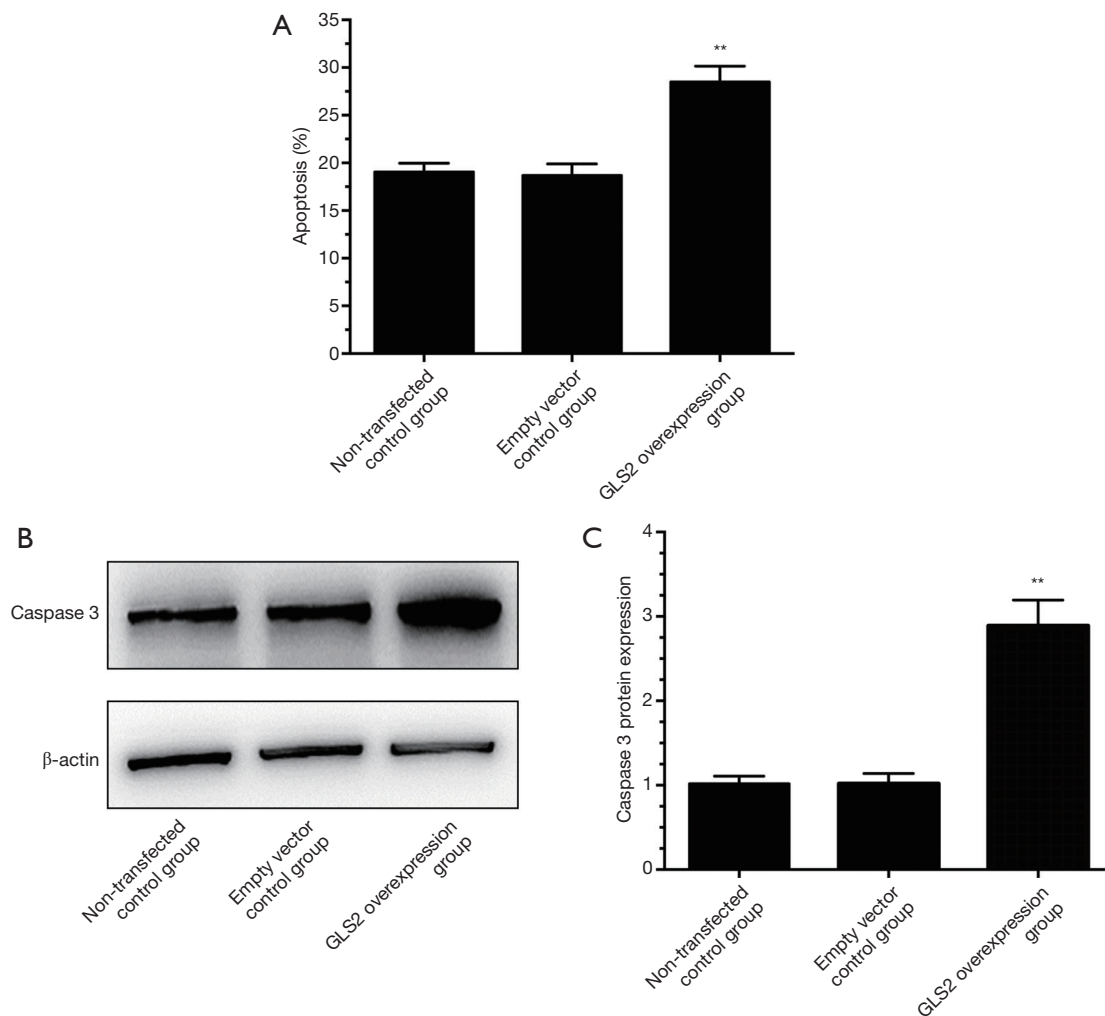 A
Apoptosis (%)
35
30
25
20
15
10
5
0
**
Non-transfected
control group
Empty vector
control group
GLS2 overexpression
group
B
Caspase 3
β-actin
Non-transfected
control group
Empty vector
control group
GLS2 overexpression
group
C
Caspase 3 protein expression
4
3
2
1
0
**
Non-transfected
control group
Empty vector
control group
GLS2 overexpression
group